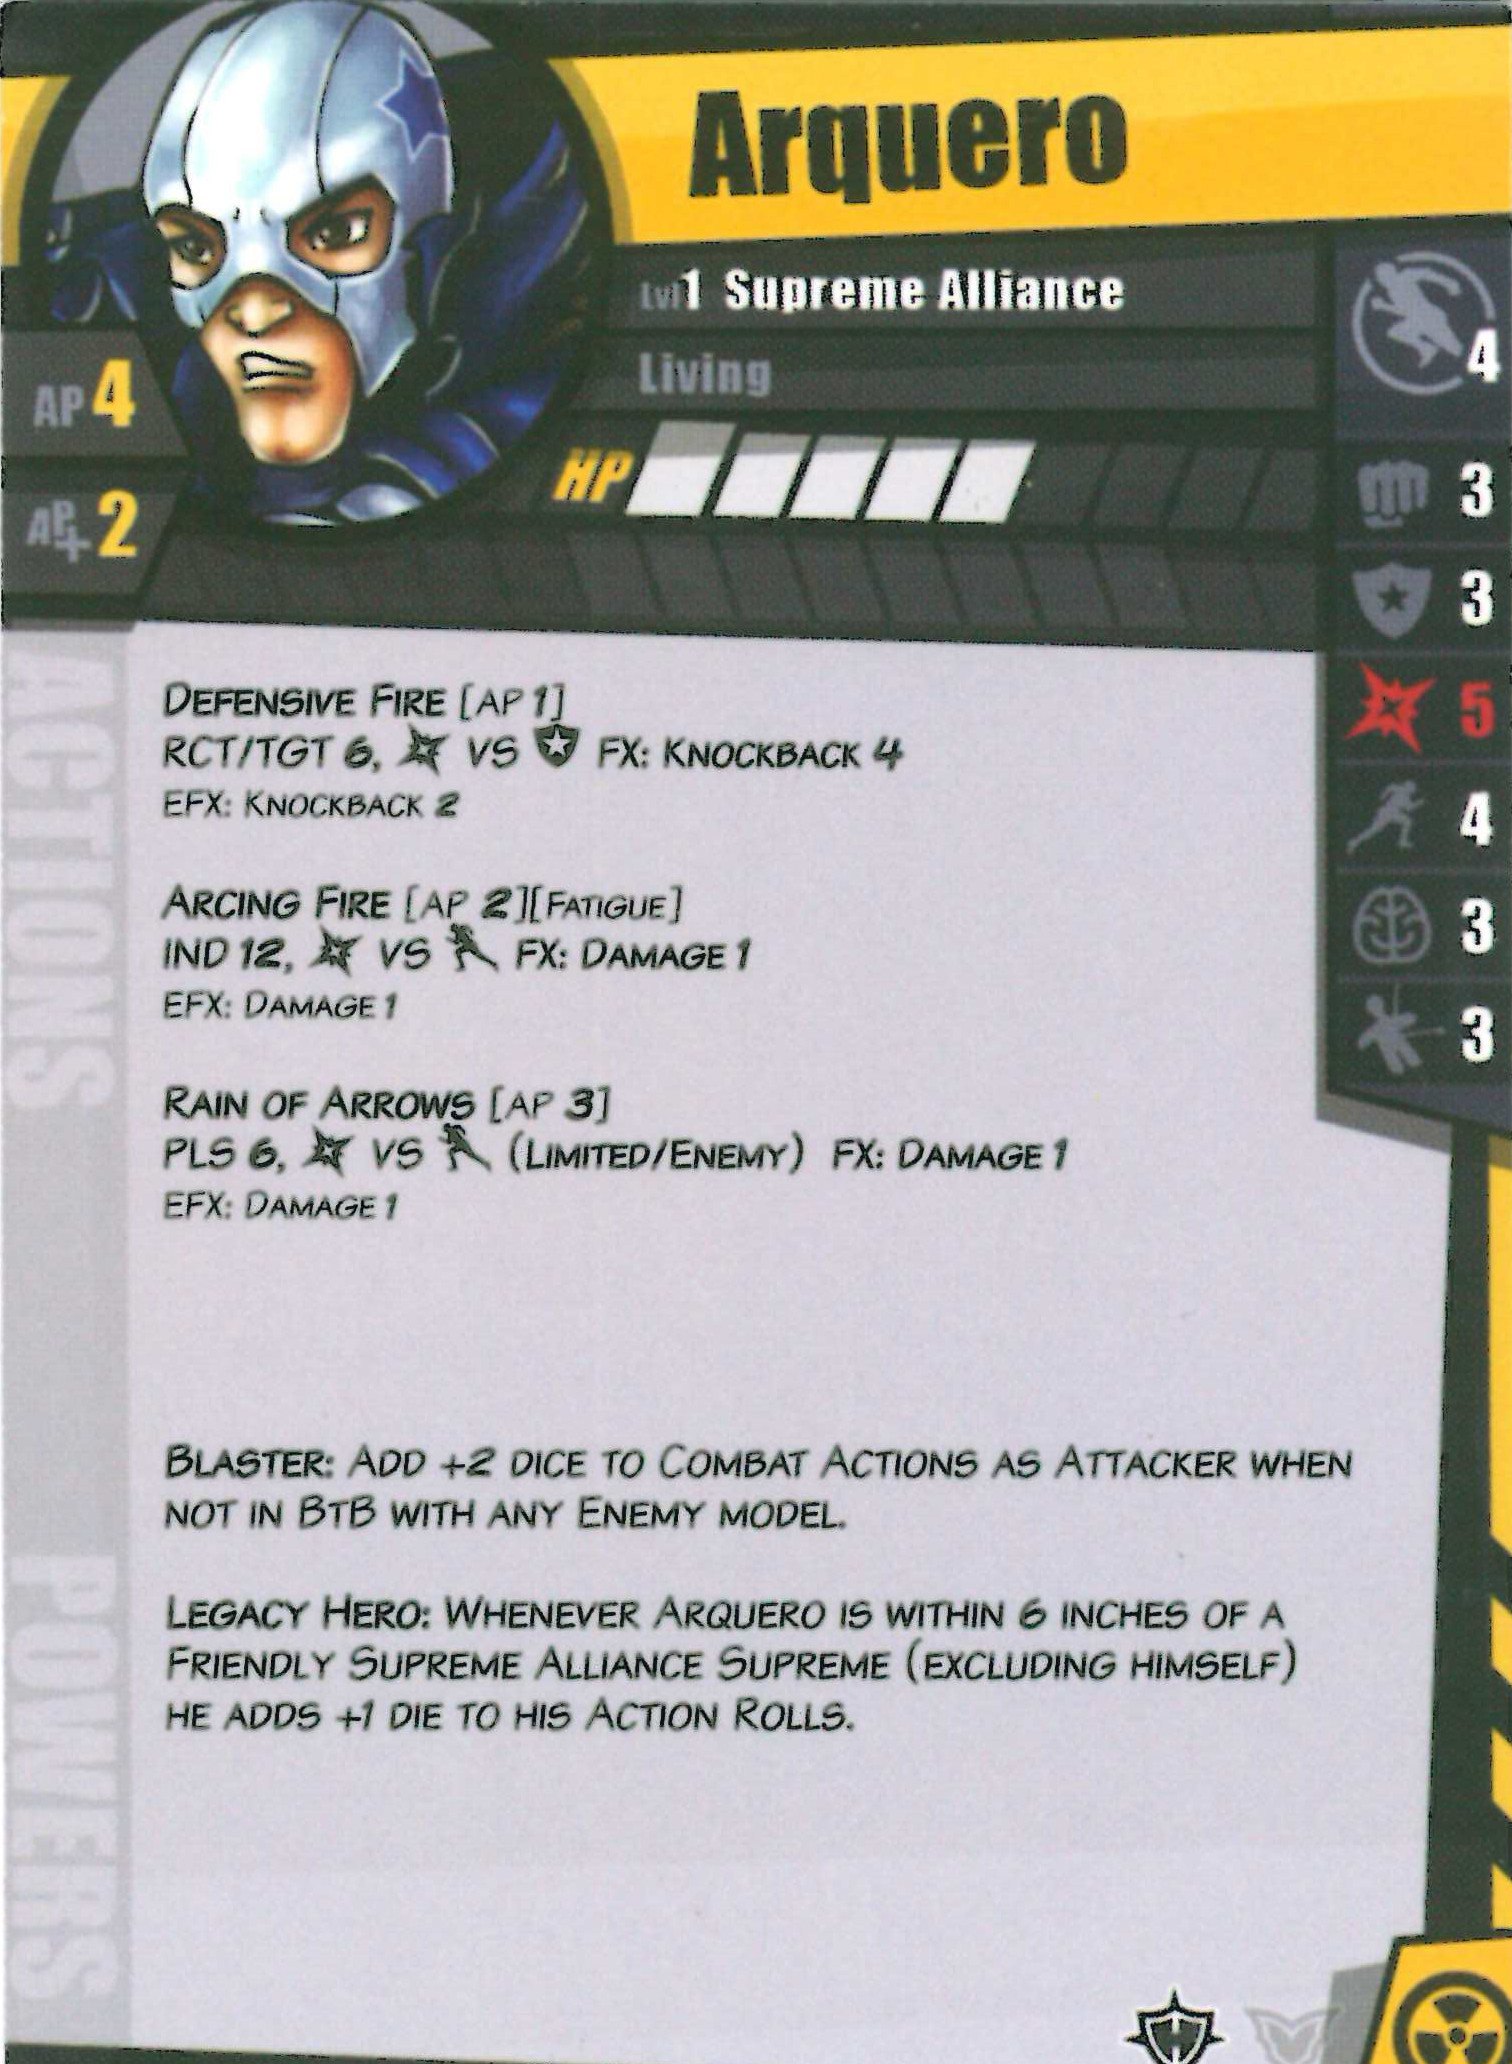 Arquero
Lvl1 Supreme Alliance
Living
AP 4
HP
AP+ 2
4
3
3
5
4
3
3
ACTIONS
DEFENSIVE FIRE [AP 1]
RCT/TGT 6, VS FX: KNOCKBACK 4
EFX: KNOCKBACK 2
ARCING FIRE [AP 2][FATIGUE]
IND 12, VS FX: DAMAGE 1
EFX: DAMAGE 1
RAIN OF ARROWS [AP 3]
PLS 6, VS (LIMITED/ENEMY) FX: DAMAGE 1
EFX: DAMAGE 1
POWERS
BLASTER: ADD +2 DICE TO COMBAT ACTIONS AS ATTACKER WHEN
NOT IN BTB WITH ANY ENEMY MODEL.
LEGACY HERO: WHENEVER ARQUERO IS WITHIN 6 INCHES OF A
FRIENDLY SUPREME ALLIANCE SUPREME (EXCLUDING HIMSELF)
HE ADDS +1 DIE TO HIS ACTION ROLLS.